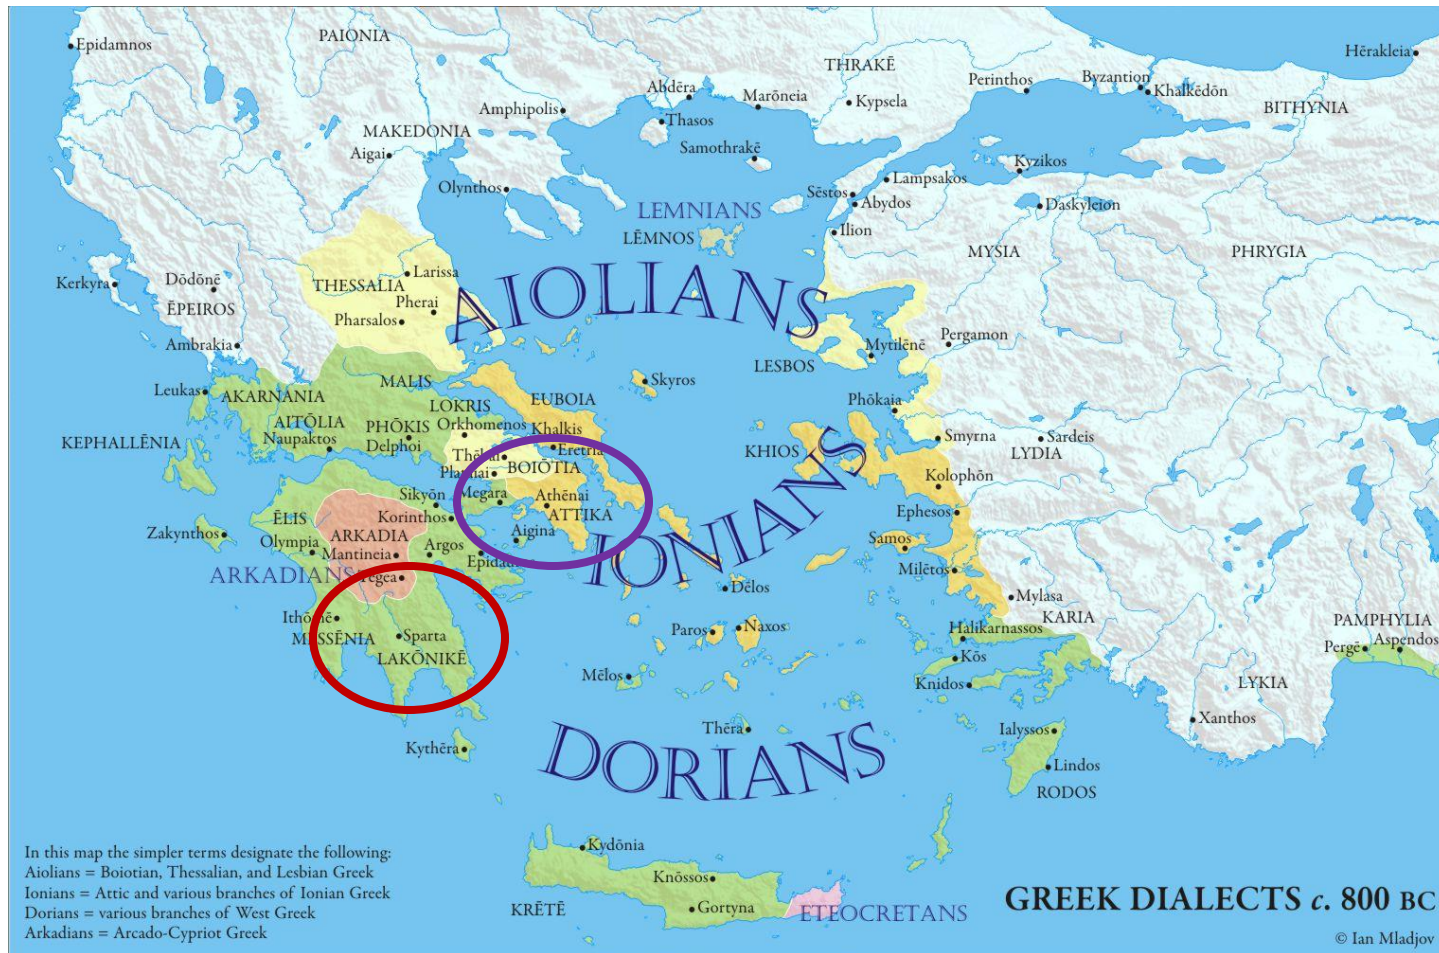 Epidamnos
PAIONIA
Hērakleia
THRAKĒ
Perinthos
Byzantion
Khalkēdōn
BITHYNIA
Abdēra
Marōneia
Kypsela
Amphipolis
Thasos
MAKEDONIA
Aigai
Samothrakē
Kyzikos
Olynthos
Sēstos
Lampsakos
Abydos
Daskyleion
LEMNIANS
LĒMNOS
Ilion
MYSIA
PHRYGIA
Kerkyra
Dōdōnē
ĒPEIROS
THESSALIA
Larissa
Pherai
Pharsalos
AIOLIANS
Ambrakia
Pergamon
Mytilēnē
LESBOS
Leukas
AKARNANIA
MALIS
Skyros
EUBOIA
Phōkaia
AITŌLIA
Naupaktos
PHŌKIS
Delphoi
LOKRIS
Orkhomenos
Khalkis
Eretria
KEPHALLĒNIA
Thēbai
Plataiai
BOIŌTIA
KHIOS
Smyrna
Sardeis
LYDIA
Kolophōn
Sikyōn
Megara
Athēnai
ATTIKA
IONIANS
Ephesos
Zakynthos
ĒLIS
Olympia
ARKADIA
Mantineia
Korinthos
Argos
Aigina
Samos
Milētos
ARKADIANS
Tegea
Dēlos
Mylasa
KARIA
Ithōmē
MESSĒNIA
Sparta
LAKŌNIKĒ
Paros
Naxos
Halikarnassos
PAMPHYLIA
Pergē
Aspendos
Kōs
Mēlos
Knidos
LYKIA
Xanthos
Kythēra
Thēra
DORIANS
Ialyssos
Lindos
RODOS
Kydōnia
Knōssos
Gortyna
KRĒTĒ
ETEOCRETANS
In this map the simpler terms designate the following:
Aiolians = Boiotian, Thessalian, and Lesbian Greek
Ionians = Attic and various branches of Ionian Greek
Dorians = various branches of West Greek
Arkadians = Arcado-Cypriot Greek
GREEK DIALECTS c. 800 BC
© Ian Mladjov